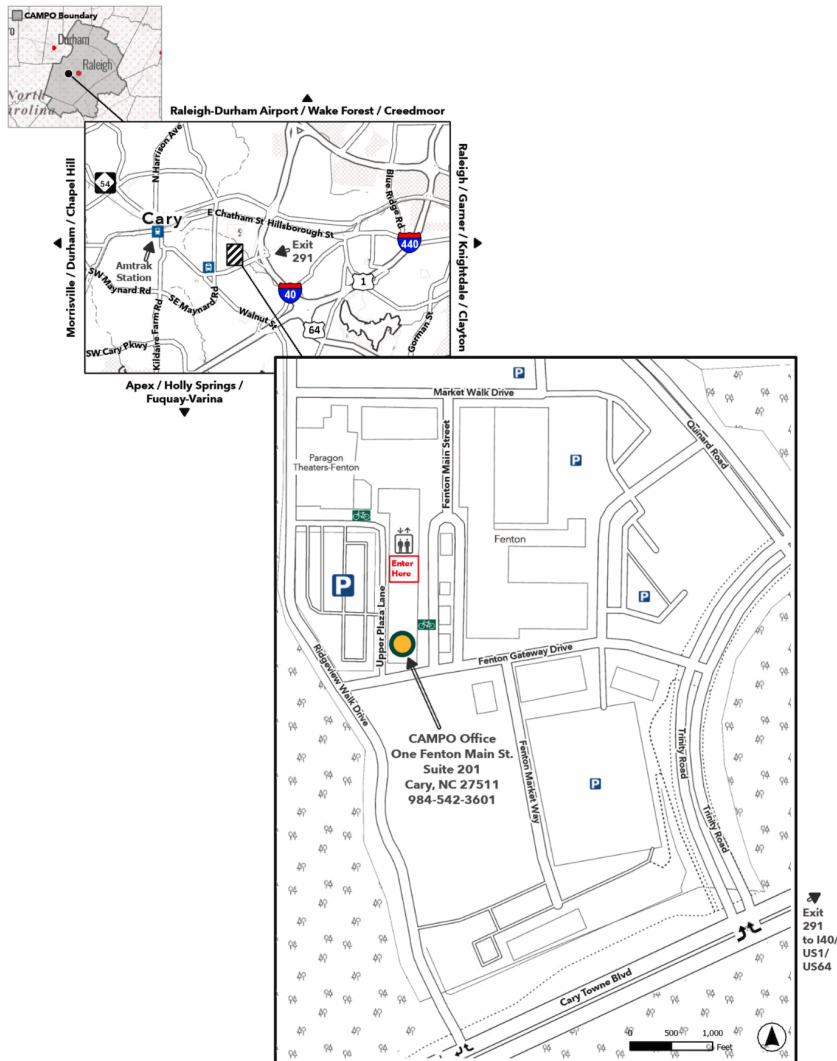 CAMPO Boundary
Durham
Raleigh
North
Carolina
Raleigh-Durham Airport / Wake Forest / Creedmoor
Morrisville / Durham / Chapel Hill
Raleigh / Garner / Knightdale / Clayton
54
N Harrison Ave
Cary
E Chatham St
Hillsborough St
Blue Ridge Rd
440
Exit
291
Amtrak
Station
1
40
64
SW Maynard Rd
SE Maynard Rd
Walnut St
Kildaire Farm Rd
SW Cary Pkwy
Gorman St
Apex / Holly Springs /
Fuquay-Varina
P
Market Walk Drive
Quinard Road
Fenton Main Street
Paragon
Theaters-Fenton
P
Fenton
Enter
Here
P
P
Upper Plaza Lane
Ridgeview Walk Drive
Fenton Gateway Drive
CAMPO Office
One Fenton Main St.
Suite 201
Cary, NC 27511
984-542-3601
Fenton Market Way
P
Trinity Road
Trinity Road
Exit
291
to I40/
US1/
US64
Cary Towne Blvd
0 500 1,000
Feet